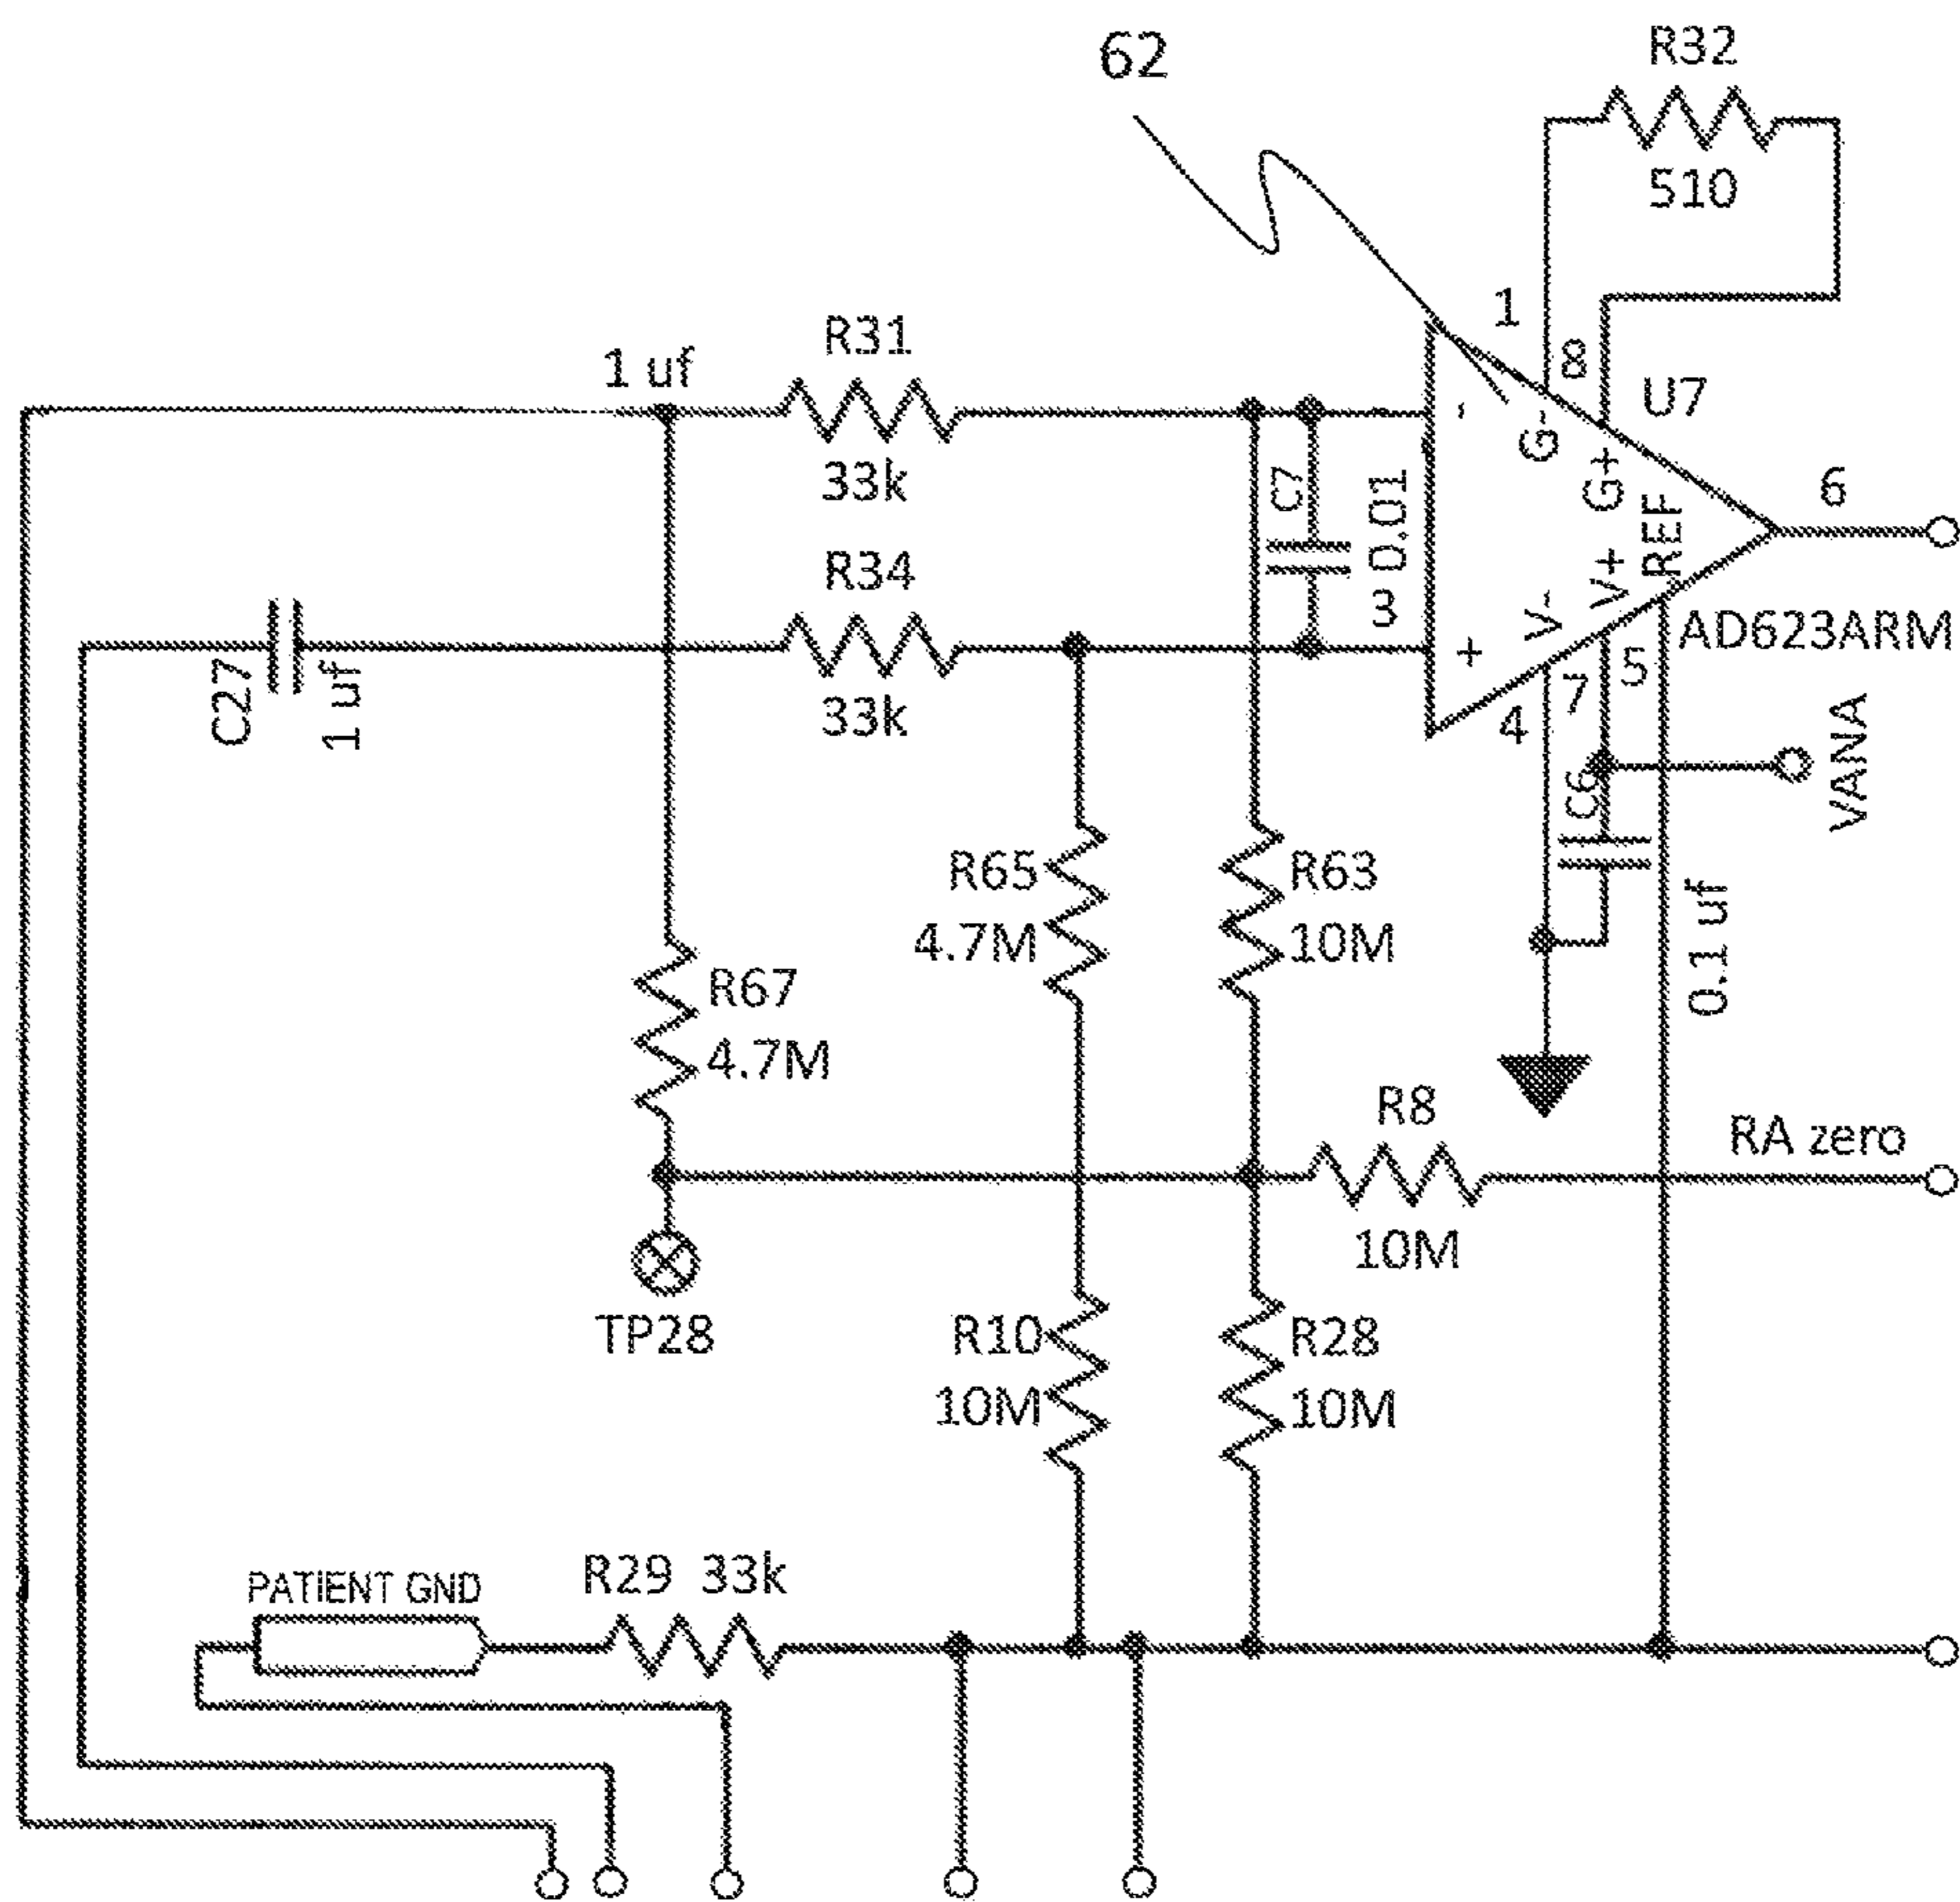 62
R32
510
1
8
U7
G-
G+
REF
V+
V-
-
+
6
AD623ARM
1 uf
R31
33k
R34
33k
C7
0.01
3
C27
1 uf
4
7
5
VANA
C6
0.1 uf
R65
4.7M
R63
10M
R67
4.7M
R8
10M
RA zero
TP28
R10
10M
R28
10M
PATIENT GND
R29 33k